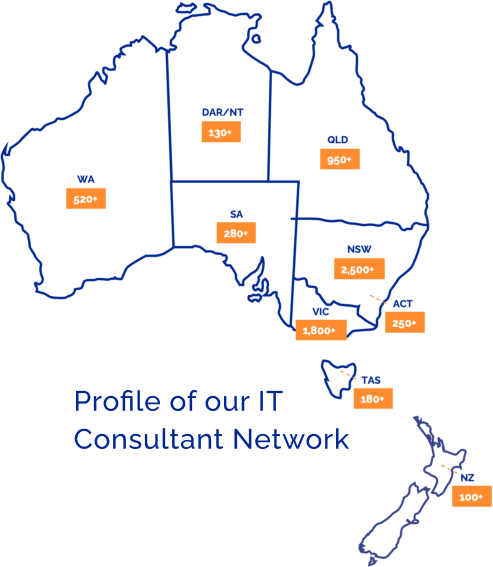 DAR/NT
130+
QLD
950+
WA
520+
SA
280+
NSW
2,500+
ACT
250+
VIC
1,800+
TAS
180+
Profile of our IT
Consultant Network
NZ
100+